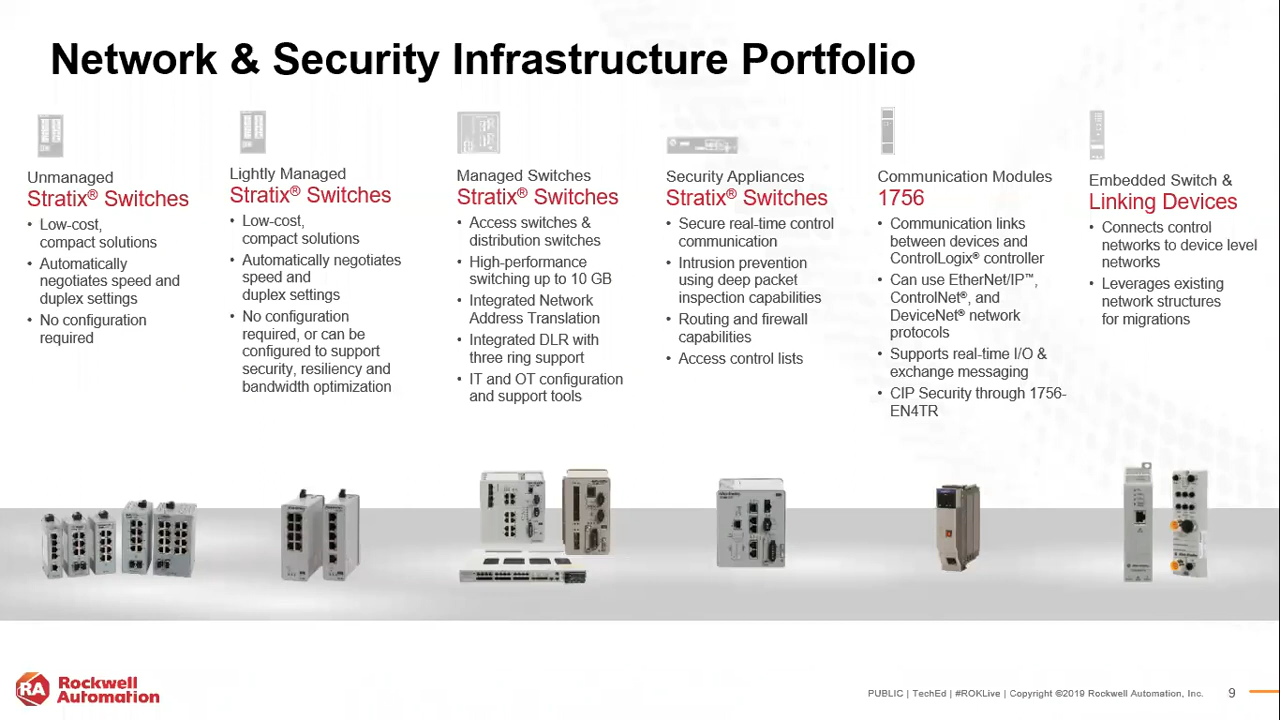 Network & Security Infrastructure Portfolio
Unmanaged
Stratix® Switches
• Low-cost,
compact solutions
• Automatically
negotiates speed and
duplex settings
• No configuration
required
Lightly Managed
Stratix® Switches
• Low-cost,
compact solutions
• Automatically negotiates
speed and
duplex settings
• No configuration
required, or can be
configured to support
security, resiliency and
bandwidth optimization
Managed Switches
Stratix® Switches
• Access switches &
distribution switches
• High-performance
switching up to 10 GB
• Integrated Network
Address Translation
• Integrated DLR with
three ring support
• IT and OT configuration
and support tools
Security Appliances
Stratix® Switches
• Secure real-time control
communication
• Intrusion prevention
using deep packet
inspection capabilities
• Routing and firewall
capabilities
• Access control lists
Communication Modules
1756
• Communication links
between devices and
ControlLogix® controller
• Can use EtherNet/IP™,
ControlNet®, and
DeviceNet® network
protocols
• Supports real-time I/O &
exchange messaging
• CIP Security through 1756-
EN4TR
Embedded Switch &
Linking Devices
• Connects control
networks to device level
networks
• Leverages existing
network structures
for migrations
RA Rockwell
Automation
PUBLIC | TechEd | #ROKLive | Copyright ©2019 Rockwell Automation, Inc. 9